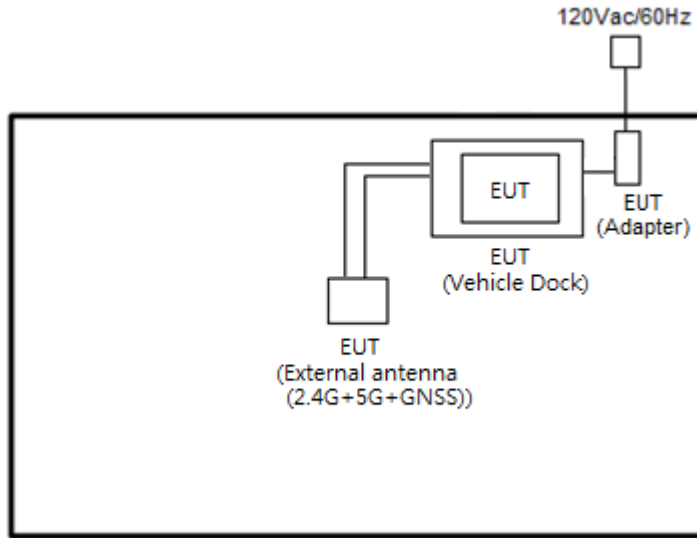 120Vac/60Hz
EUT
EUT
(Adapter)
EUT
(Vehicle Dock)
EUT
(External antenna
(2.4G+5G+GNSS))